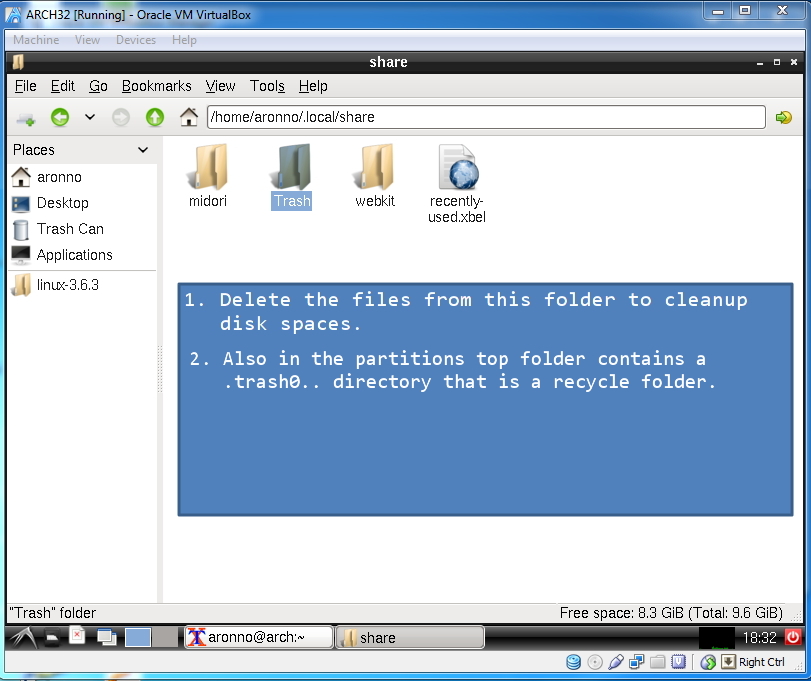 ARCH32 [Running] - Oracle VM VirtualBox
Machine View Devices Help
share
File Edit Go Bookmarks View Tools Help
/home/aronno/.local/share
Places
aronno
Desktop
Trash Can
Applications
linux-3.6.3
midori
Trash
webkit
recently-
used.xbel
1. Delete the files from this folder to cleanup
disk spaces.
2. Also in the partitions top folder contains a
.trash0.. directory that is a recycle folder.
"Trash" folder
Free space: 8.3 GiB (Total: 9.6 GiB)
aronno@arch:~
share
18:32
Right Ctrl